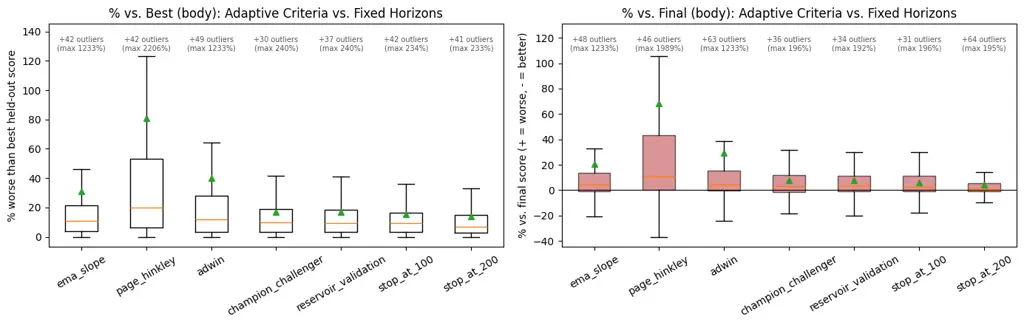 % vs. Best (body): Adaptive Criteria vs. Fixed Horizons
% worse than best held-out score
140
120
100
80
60
40
20
0
+42 outliers
(max 1233%)
+42 outliers
(max 2206%)
+49 outliers
(max 1233%)
+30 outliers
(max 240%)
+37 outliers
(max 240%)
+42 outliers
(max 234%)
+41 outliers
(max 233%)
ema_slope
page_hinkley
adwin
champion_challenger
reservoir_validation
stop_at_100
stop_at_200
% vs. Final (body): Adaptive Criteria vs. Fixed Horizons
% vs. final score (+ = worse, - = better)
120
100
80
60
40
20
0
−20
−40
+48 outliers
(max 1233%)
+46 outliers
(max 1989%)
+63 outliers
(max 1233%)
+36 outliers
(max 196%)
+34 outliers
(max 192%)
+31 outliers
(max 196%)
+64 outliers
(max 195%)
ema_slope
page_hinkley
adwin
champion_challenger
reservoir_validation
stop_at_100
stop_at_200